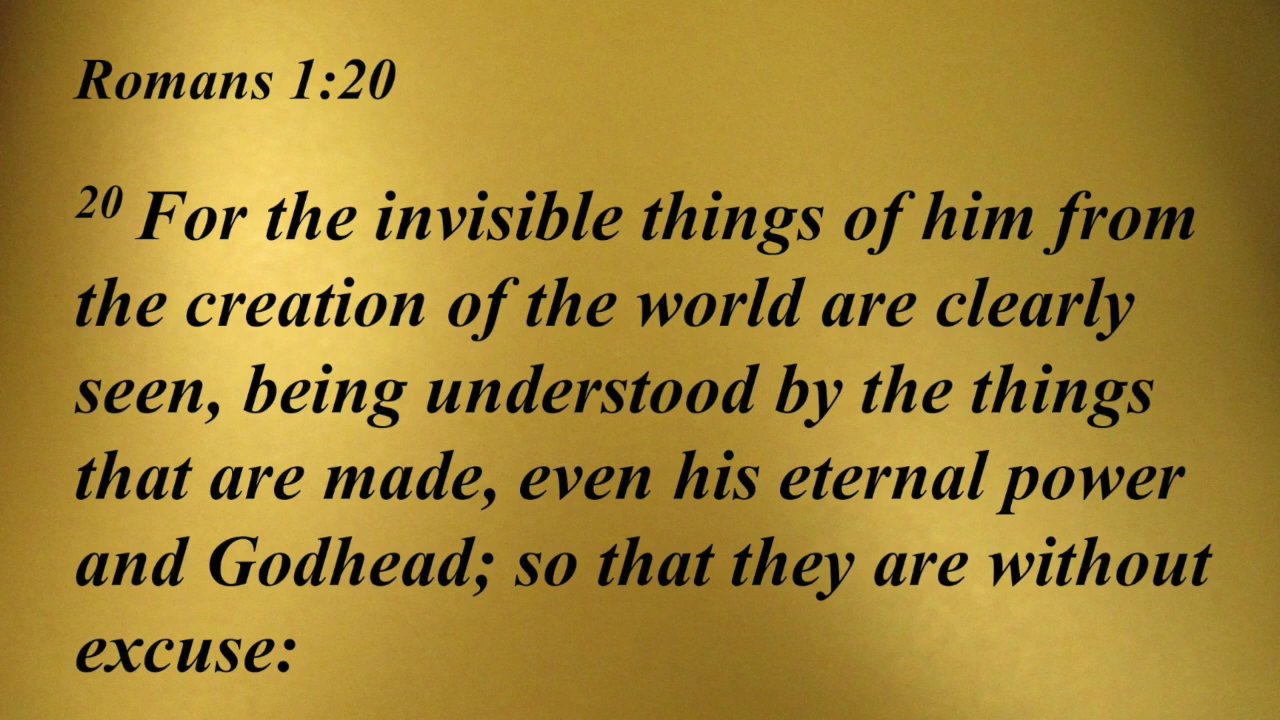 Romans 1:20
20 For the invisible things of him from
the creation of the world are clearly
seen, being understood by the things
that are made, even his eternal power
and Godhead; so that they are without
excuse: